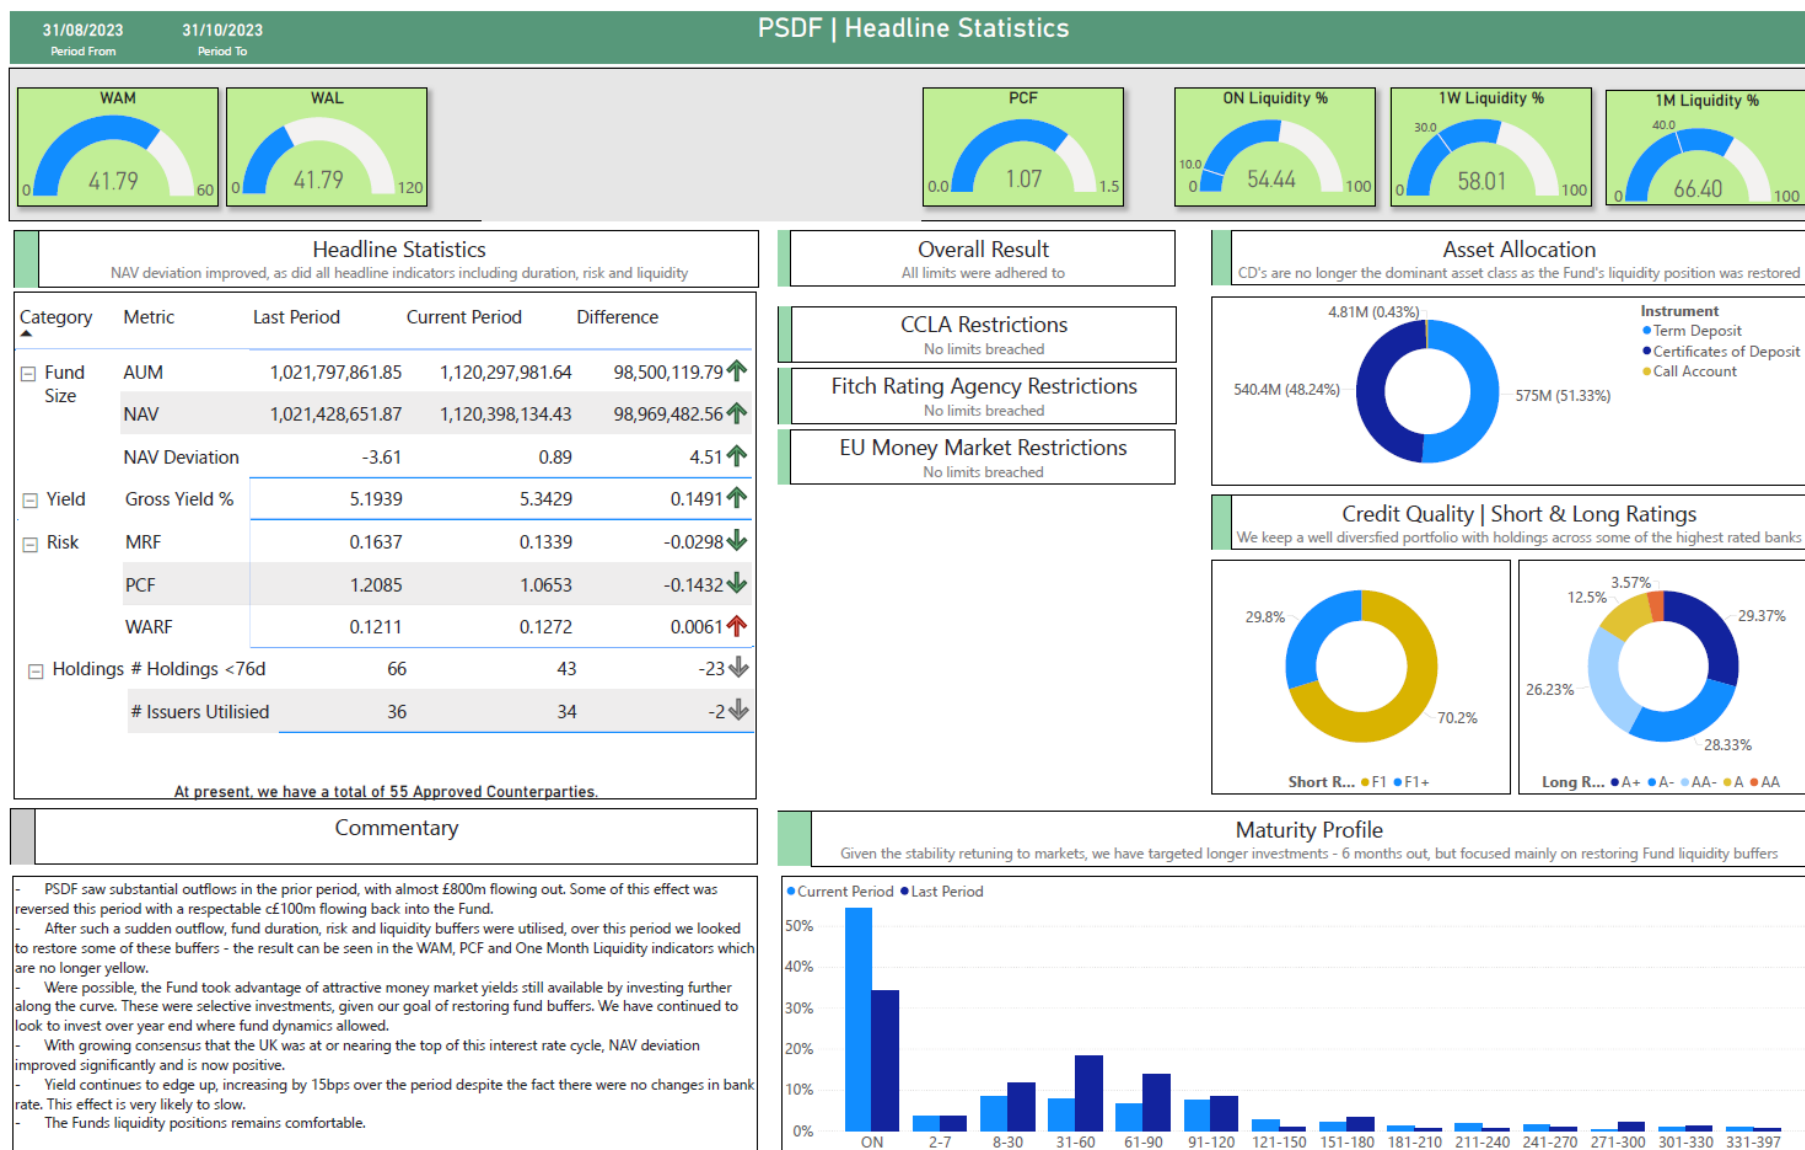 31/08/2023
Period From
31/10/2023
Period To
PSDF | Headline Statistics
WAM
0
41.79
60
WAL
0
41.79
120
PCF
0.0
1.07
1.5
ON Liquidity %
10.0
0
54.44
100
1W Liquidity %
30.0
0
58.01
100
1M Liquidity %
40.0
0
66.40
100
Headline Statistics
NAV deviation improved, as did all headline indicators including duration, risk and liquidity
Category Metric Last Period Current Period Difference
Fund Size AUM 1,021,797,861.85 1,120,297,981.64 98,500,119.79
NAV 1,021,428,651.87 1,120,398,134.43 98,969,482.56
NAV Deviation -3.61 0.89 4.51
Yield Gross Yield % 5.1939 5.3429 0.1491
Risk MRF 0.1637 0.1339 -0.0298
PCF 1.2085 1.0653 -0.1432
WARF 0.1211 0.1272 0.0061
Holdings # Holdings <76d 66 43 -23
# Issuers Utilisied 36 34 -2
At present, we have a total of 55 Approved Counterparties.
Overall Result
All limits were adhered to
CCLA Restrictions
No limits breached
Fitch Rating Agency Restrictions
No limits breached
EU Money Market Restrictions
No limits breached
Asset Allocation
CD's are no longer the dominant asset class as the Fund's liquidity position was restored
4.81M (0.43%)
540.4M (48.24%)
575M (51.33%)
Instrument
Term Deposit
Certificates of Deposit
Call Account
Credit Quality | Short & Long Ratings
We keep a well diversfied portfolio with holdings across some of the highest rated banks
29.8%
70.2%
Short R... F1 F1+
3.57%
12.5%
29.37%
26.23%
28.33%
Long R... A+ A- AA- A AA
Commentary
- PSDF saw substantial outflows in the prior period, with almost £800m flowing out. Some of this effect was
reversed this period with a respectable c£100m flowing back into the Fund.
- After such a sudden outflow, fund duration, risk and liquidity buffers were utilised, over this period we looked
to restore some of these buffers - the result can be seen in the WAM, PCF and One Month Liquidity indicators which
are no longer yellow.
- Were possible, the Fund took advantage of attractive money market yields still available by investing further
along the curve. These were selective investments, given our goal of restoring fund buffers. We have continued to
look to invest over year end where fund dynamics allowed.
- With growing consensus that the UK was at or nearing the top of this interest rate cycle, NAV deviation
improved significantly and is now positive.
- Yield continues to edge up, increasing by 15bps over the period despite the fact there were no changes in bank
rate. This effect is very likely to slow.
- The Funds liquidity positions remains comfortable.
Maturity Profile
Given the stability retuning to markets, we have targeted longer investments - 6 months out, but focused mainly on restoring Fund liquidity buffers
Current Period Last Period
50%
40%
30%
20%
10%
0%
ON 2-7 8-30 31-60 61-90 91-120 121-150 151-180 181-210 211-240 241-270 271-300 301-330 331-397